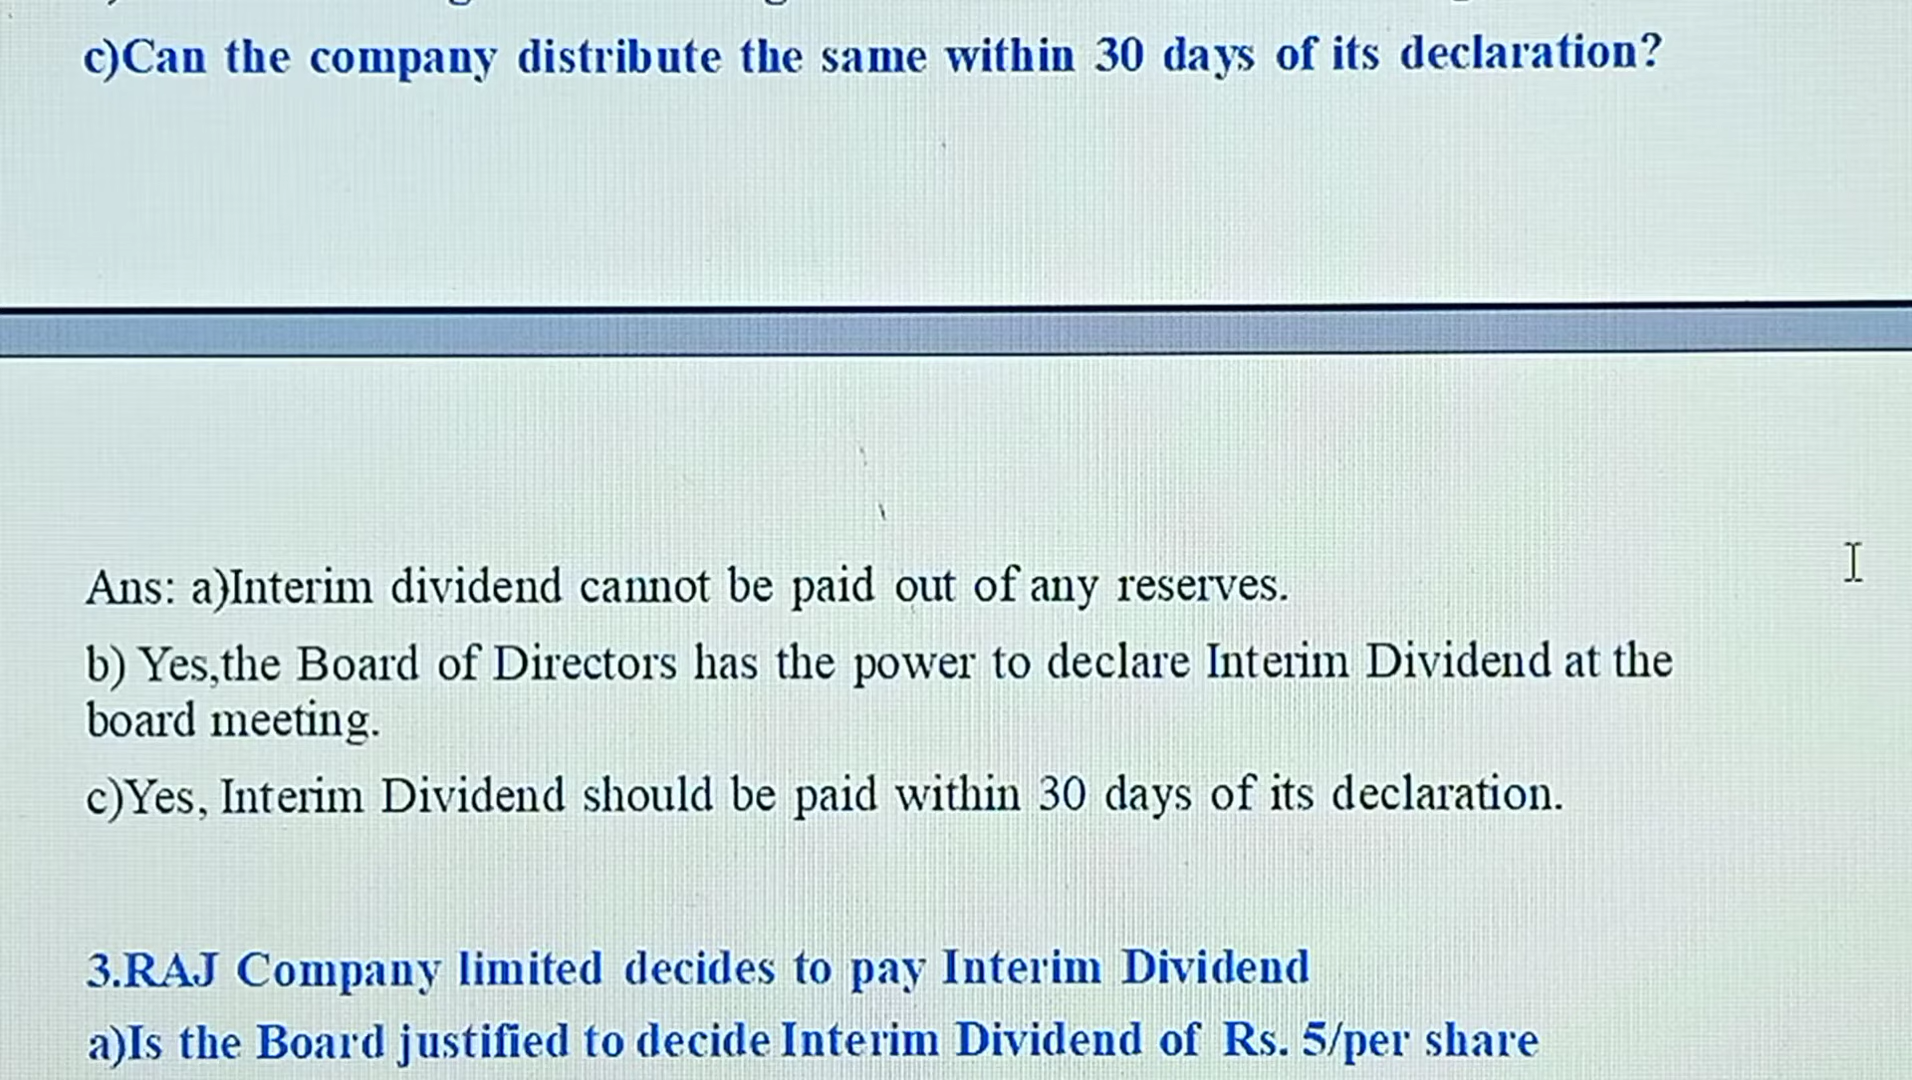 c)Can the company distribute the same within 30 days of its declaration?
Ans: a)Interim dividend cannot be paid out of any reserves.
b) Yes,the Board of Directors has the power to declare Interim Dividend at the
board meeting.
c)Yes, Interim Dividend should be paid within 30 days of its declaration.
3.RAJ Company limited decides to pay Interim Dividend
a)Is the Board justified to decide Interim Dividend of Rs. 5/per share